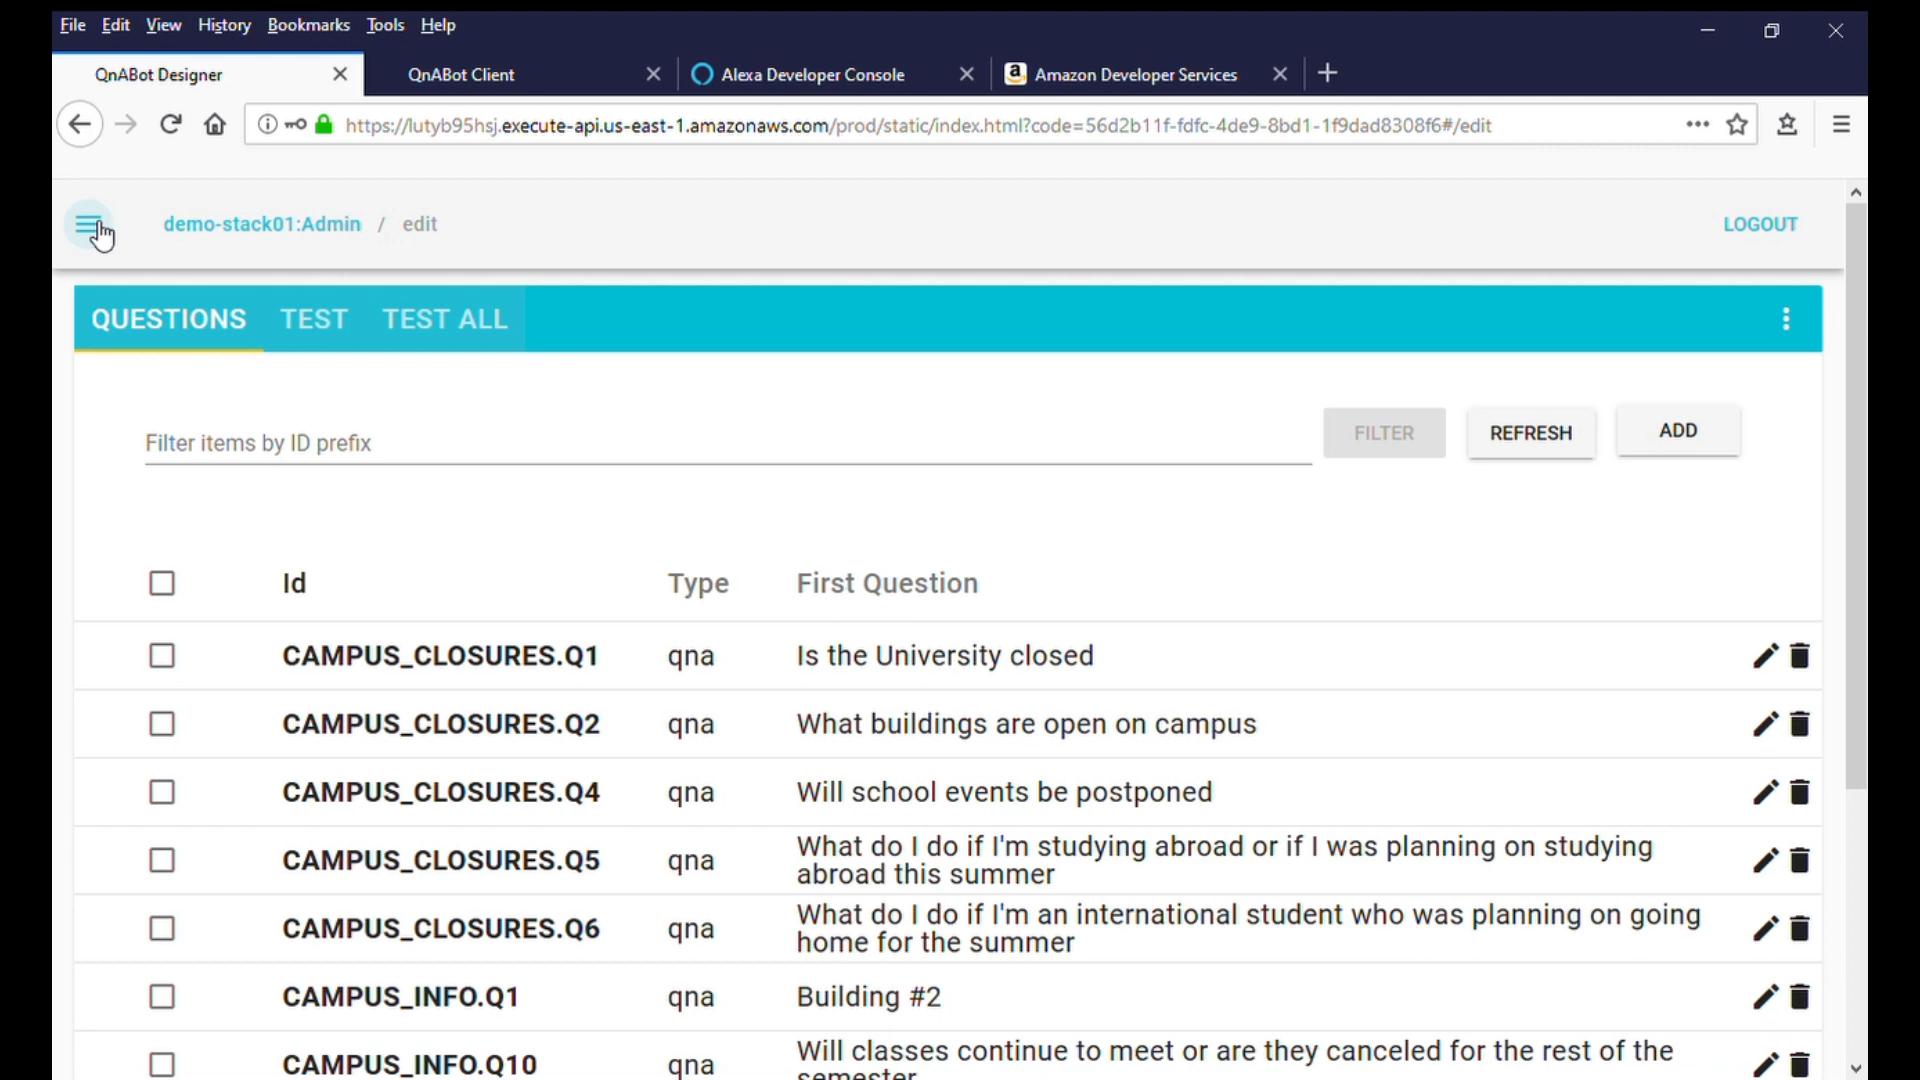 File Edit View History Bookmarks Tools Help
QnABot Designer QnABot Client Alexa Developer Console Amazon Developer Services
https://lutyb95hsj.execute-api.us-east-1.amazonaws.com/prod/static/index.html?code=56d2b11f-fdfc-4de9-8bd1-1f9dad8308f6#/edit
demo-stack01:Admin / edit LOGOUT
QUESTIONS TEST TEST ALL
Filter items by ID prefix FILTER REFRESH ADD
Id Type First Question
CAMPUS_CLOSURES.Q1 qna Is the University closed
CAMPUS_CLOSURES.Q2 qna What buildings are open on campus
CAMPUS_CLOSURES.Q4 qna Will school events be postponed
CAMPUS_CLOSURES.Q5 qna What do I do if I'm studying abroad or if I was planning on studying
abroad this summer
CAMPUS_CLOSURES.Q6 qna What do I do if I'm an international student who was planning on going
home for the summer
CAMPUS_INFO.Q1 qna Building #2
CAMPUS_INFO.Q10 qna Will classes continue to meet or are they canceled for the rest of the
semester